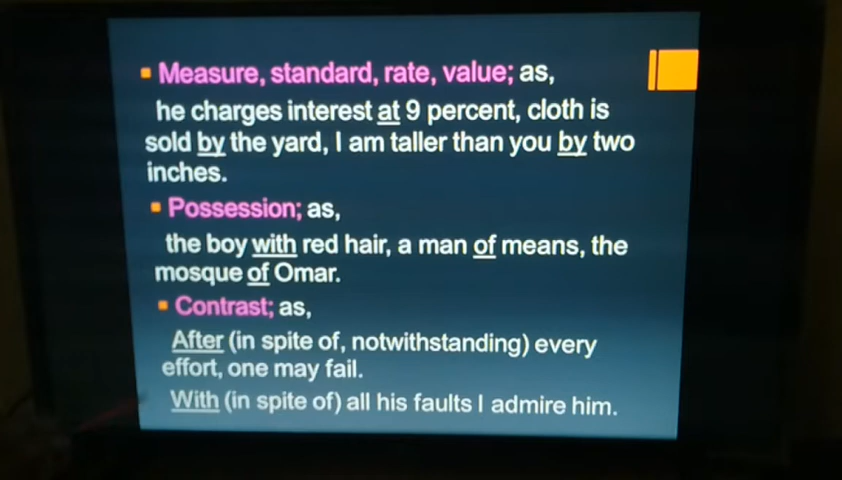 ▪ Measure, standard, rate, value; as,
he charges interest at 9 percent, cloth is
sold by the yard, I am taller than you by two
inches.
▪ Possession; as,
the boy with red hair, a man of means, the
mosque of Omar.
▪ Contrast; as,
After (in spite of, notwithstanding) every
effort, one may fail.
With (in spite of) all his faults I admire him.